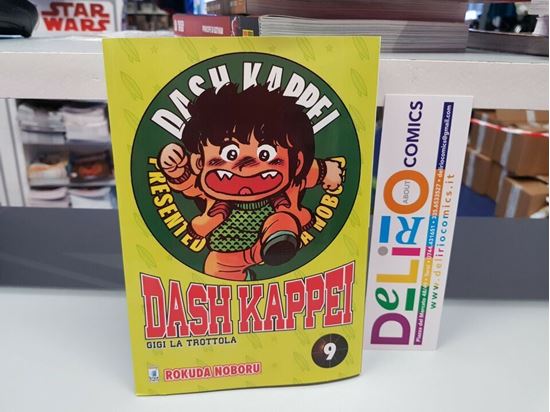 STAR
WARS
DASH KAPPEI
PRESENTED
NOBO
DASH KAPPEI
GIGI LA TROTTOLA
9
ROKUDA NOBORU
DeLIRIO
ABOUT
COMICS
www.deliriocomics.it